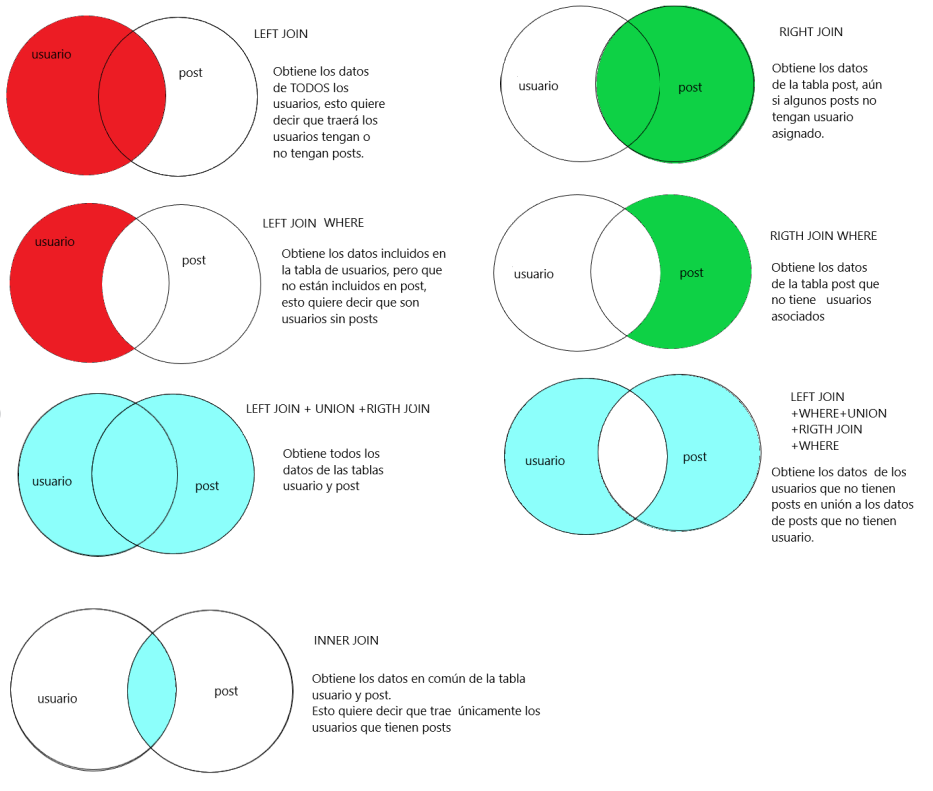 usuario
post
LEFT JOIN
Obtiene los datos
de TODOS los
usuarios, esto quiere
decir que traerá los
usuarios tengan o
no tengan posts.
usuario
post
RIGHT JOIN
Obtiene los datos
de la tabla post, aún
si algunos posts no
tengan usuario
asignado.
usuario
post
LEFT JOIN WHERE
Obtiene los datos incluidos en
la tabla de usuarios, pero que
no están incluidos en post,
esto quiere decir que son
usuarios sin posts
usuario
post
RIGTH JOIN WHERE
Obtiene los datos
de la tabla post que
no tiene usuarios
asociados
usuario
post
LEFT JOIN + UNION +RIGTH JOIN
Obtiene todos los
datos de las tablas
usuario y post
usuario
post
LEFT JOIN
+WHERE+UNION
+RIGTH JOIN
+WHERE
Obtiene los datos de los
usuarios que no tienen
posts en unión a los datos
de posts que no tienen
usuario.
usuario
post
INNER JOIN
Obtiene los datos en común de la tabla
usuario y post.
Esto quiere decir que trae únicamente los
usuarios que tienen posts